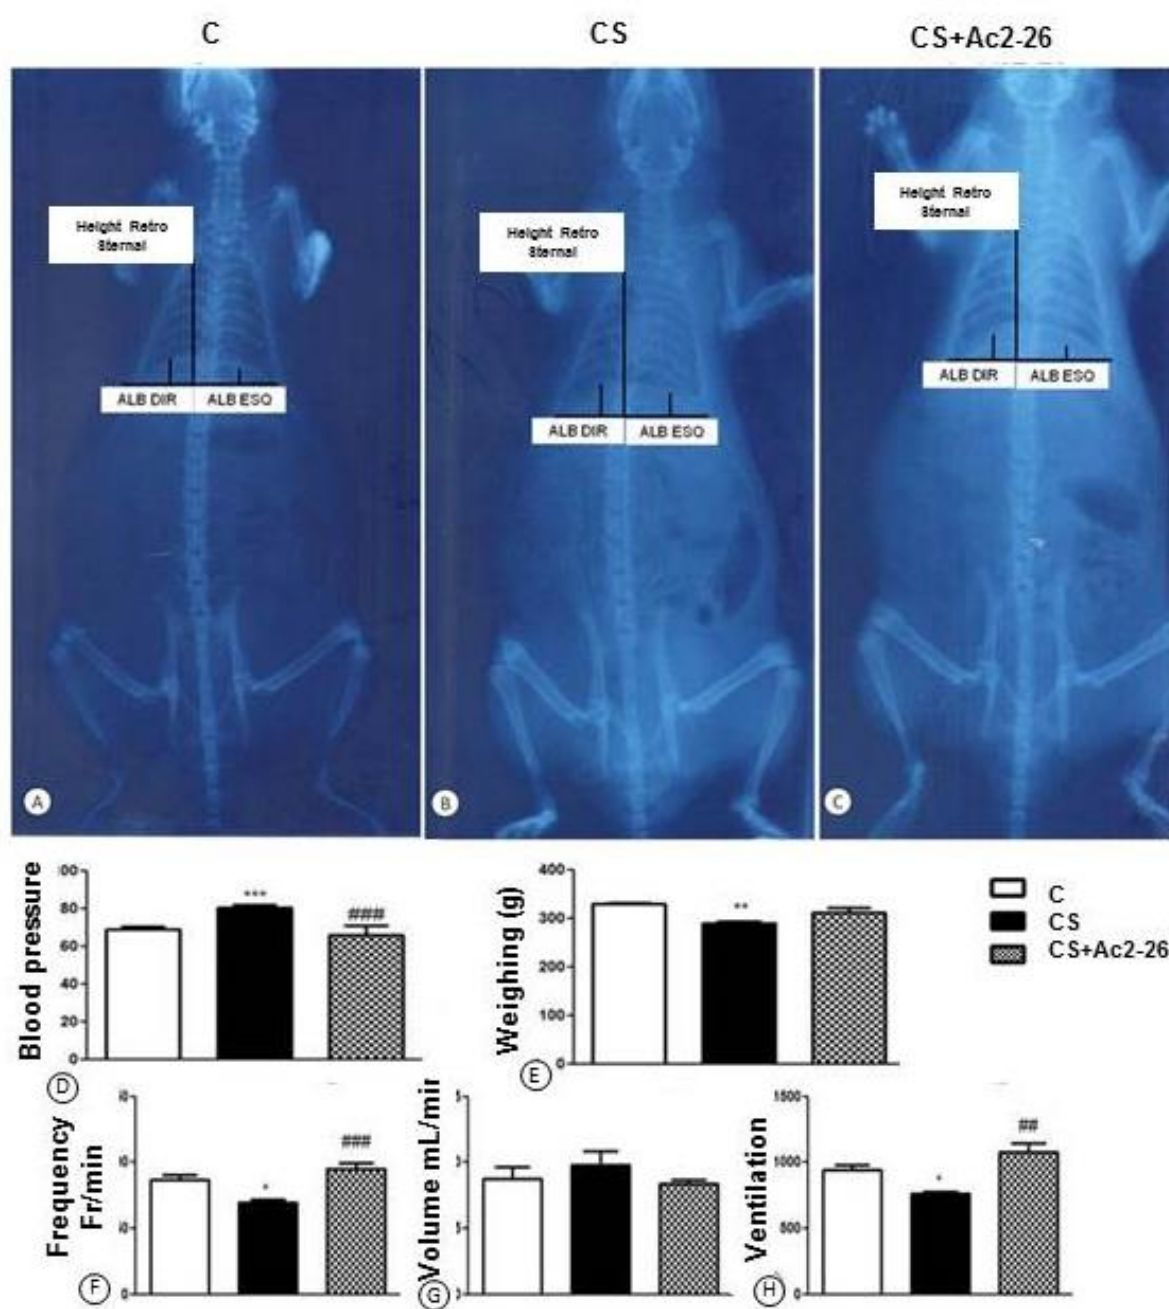 C
CS
CS+Ac2-26
Height Retro
Sternal
Height Retro
Sternal
Height Retro
Sternal
ALB DIR
ALB ESQ
ALB DIR
ALB ESQ
ALB DIR
ALB ESQ
A
B
C
Blood pressure
80
60
40
20
0
***
###
D
Weighing (g)
400
300
200
100
0
**
E
C
CS
CS+Ac2-26
Frequency
Fr/min
*
###
F
Volume mL/min
G
Ventilation
1500
1000
500
0
*
##
H